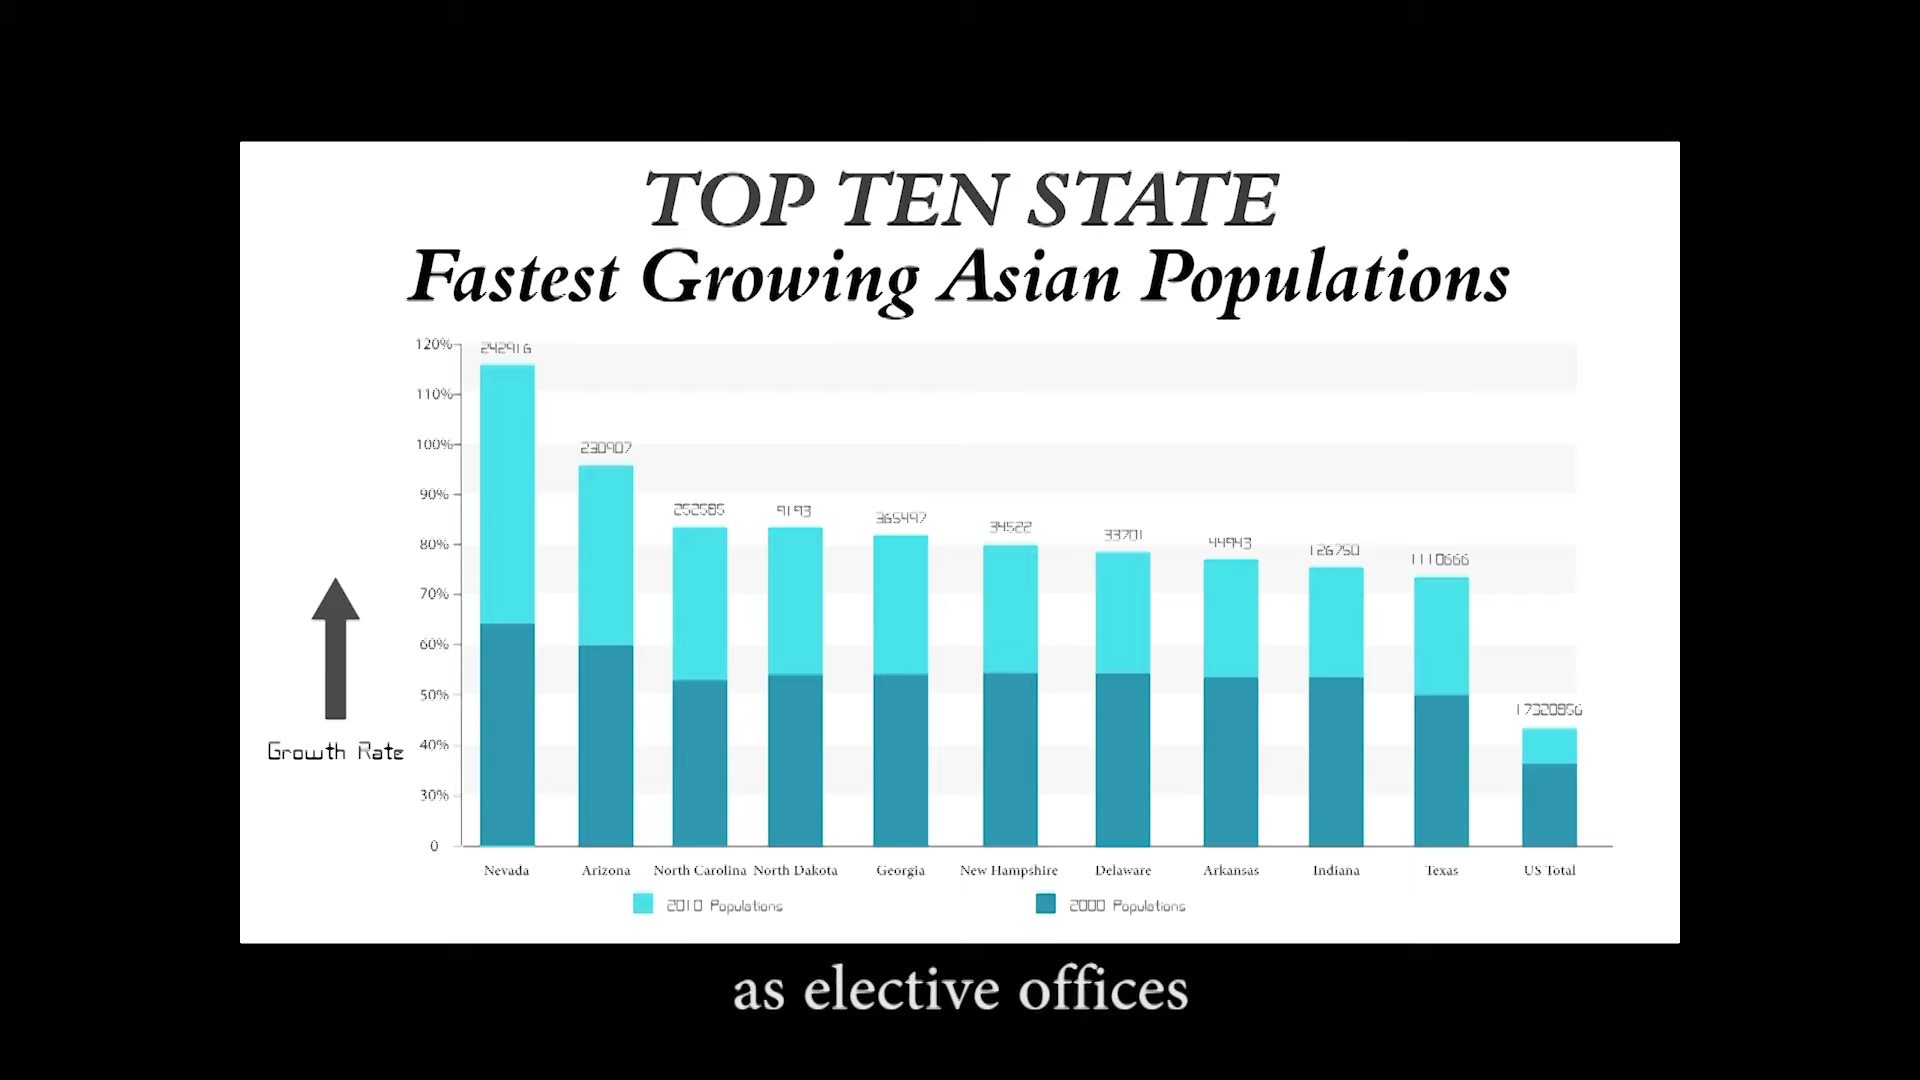 TOP TEN STATE
Fastest Growing Asian Populations
120%
110%
100%
90%
80%
70%
60%
50%
40%
30%
0
Growth Rate
242916
230907
252585
9193
365497
34522
33701
44943
126750
1110666
17320856
Nevada
Arizona
North Carolina
North Dakota
Georgia
New Hampshire
Delaware
Arkansas
Indiana
Texas
US Total
2010 Populations
2000 Populations
as elective offices